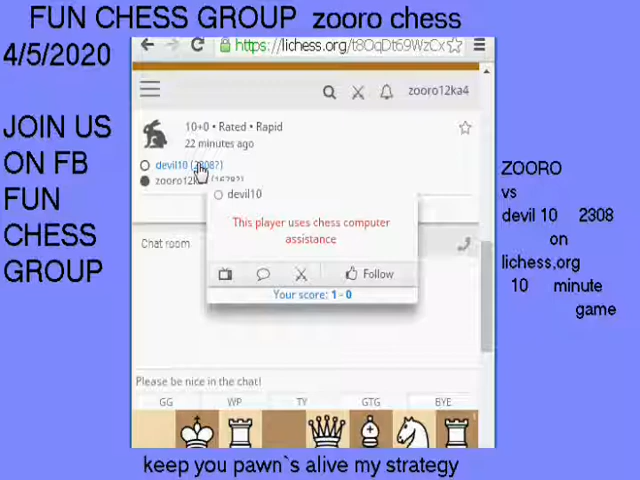 FUN CHESS GROUP zooro chess
4/5/2020
JOIN US
ON FB
FUN
CHESS
GROUP
https://lichess.org/t8OqDt69WzCx
zooro12ka4
10+0 • Rated • Rapid
22 minutes ago
devil10 (2308?)
devil10
This player uses chess computer
assistance
Follow
Your score: 1 - 0
Chat room
Please be nice in the chat!
GG WP TY GTG BYE
ZOORO
vs
devil 10 2308
on
lichess,org
10 minute
game
keep you pawn`s alive my strategy